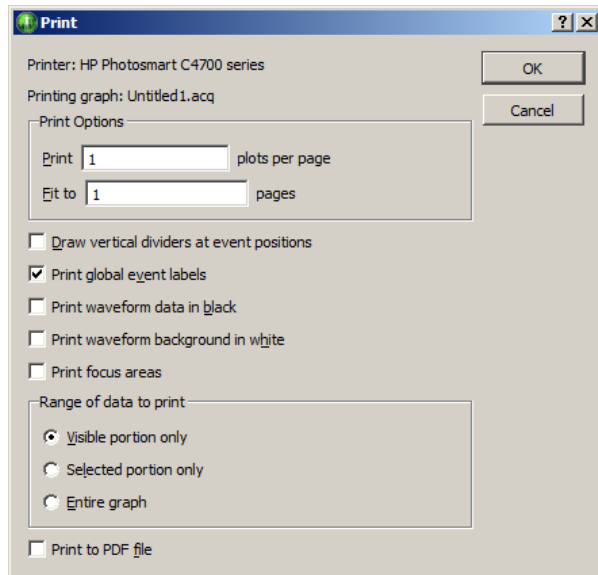 Print
Printer: HP Photosmart C4700 series
OK
Printing graph: Untitled1.acq
Cancel
Print Options
Print 1 plots per page
Fit to 1 pages
Draw vertical dividers at event positions
Print global event labels
Print waveform data in black
Print waveform background in white
Print focus areas
Range of data to print
Visible portion only
Selected portion only
Entire graph
Print to PDF file